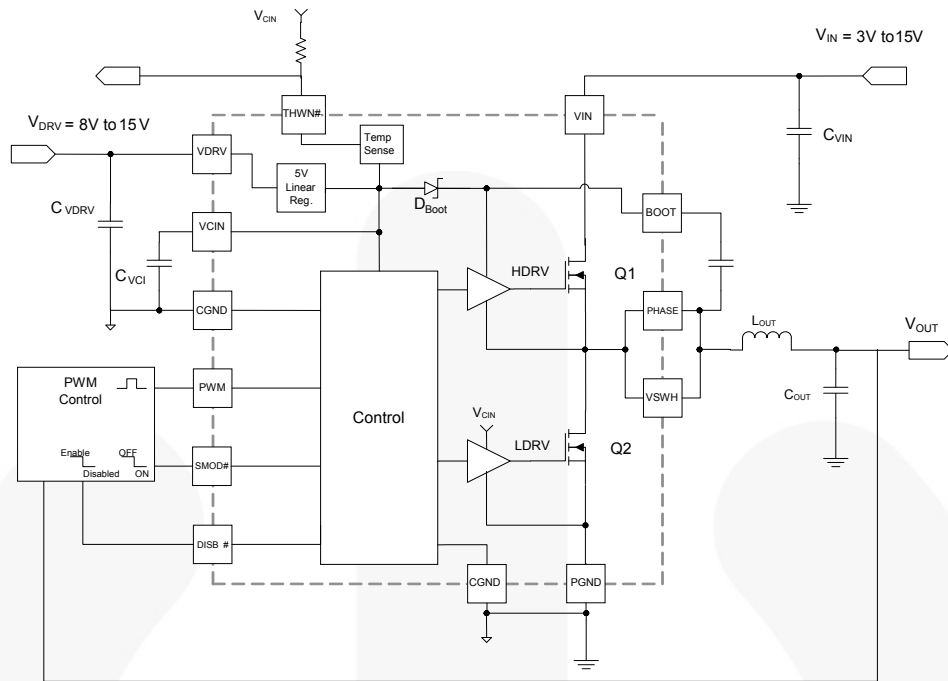 VCIN
VIN = 3V to 15V
THWN#
VIN
VDRV = 8V to 15 V
Temp
Sense
CVIN
VDRV
5V
Linear
Reg.
DBoot
BOOT
C VDRV
VCIN
CVCI
HDRV
Q1
CGND
PHASE
LOUT
VOUT
PWM
Control
PWM
Control
VCIN
VSWH
COUT
LDRV
Q2
Enable
Disabled
OFF
ON
SMOD#
DISB #
CGND
PGND